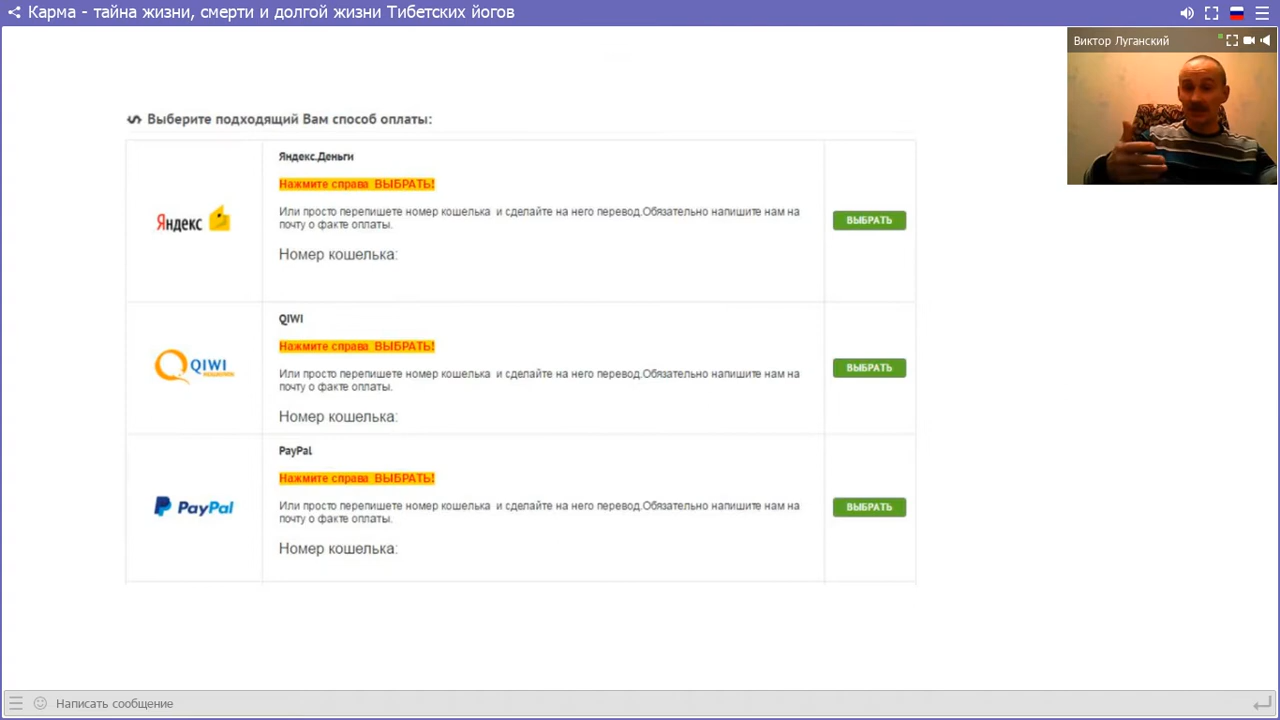 Карма - тайна жизни, смерти и долгой жизни Тибетских йогов
Виктор Луганский
Выберите подходящий Вам способ оплаты:
Яндекс
Яндекс.Деньги
Нажмите справа ВЫБРАТЬ!
Или просто перепишете номер кошелька и сделайте на него перевод.Обязательно напишите нам на
почту о факте оплаты.
Номер кошелька:
ВЫБРАТЬ
QIWI
QIWI
Нажмите справа ВЫБРАТЬ!
Или просто перепишете номер кошелька и сделайте на него перевод.Обязательно напишите нам на
почту о факте оплаты.
Номер кошелька:
ВЫБРАТЬ
PayPal
PayPal
Нажмите справа ВЫБРАТЬ!
Или просто перепишете номер кошелька и сделайте на него перевод.Обязательно напишите нам на
почту о факте оплаты.
Номер кошелька:
ВЫБРАТЬ
Написать сообщение